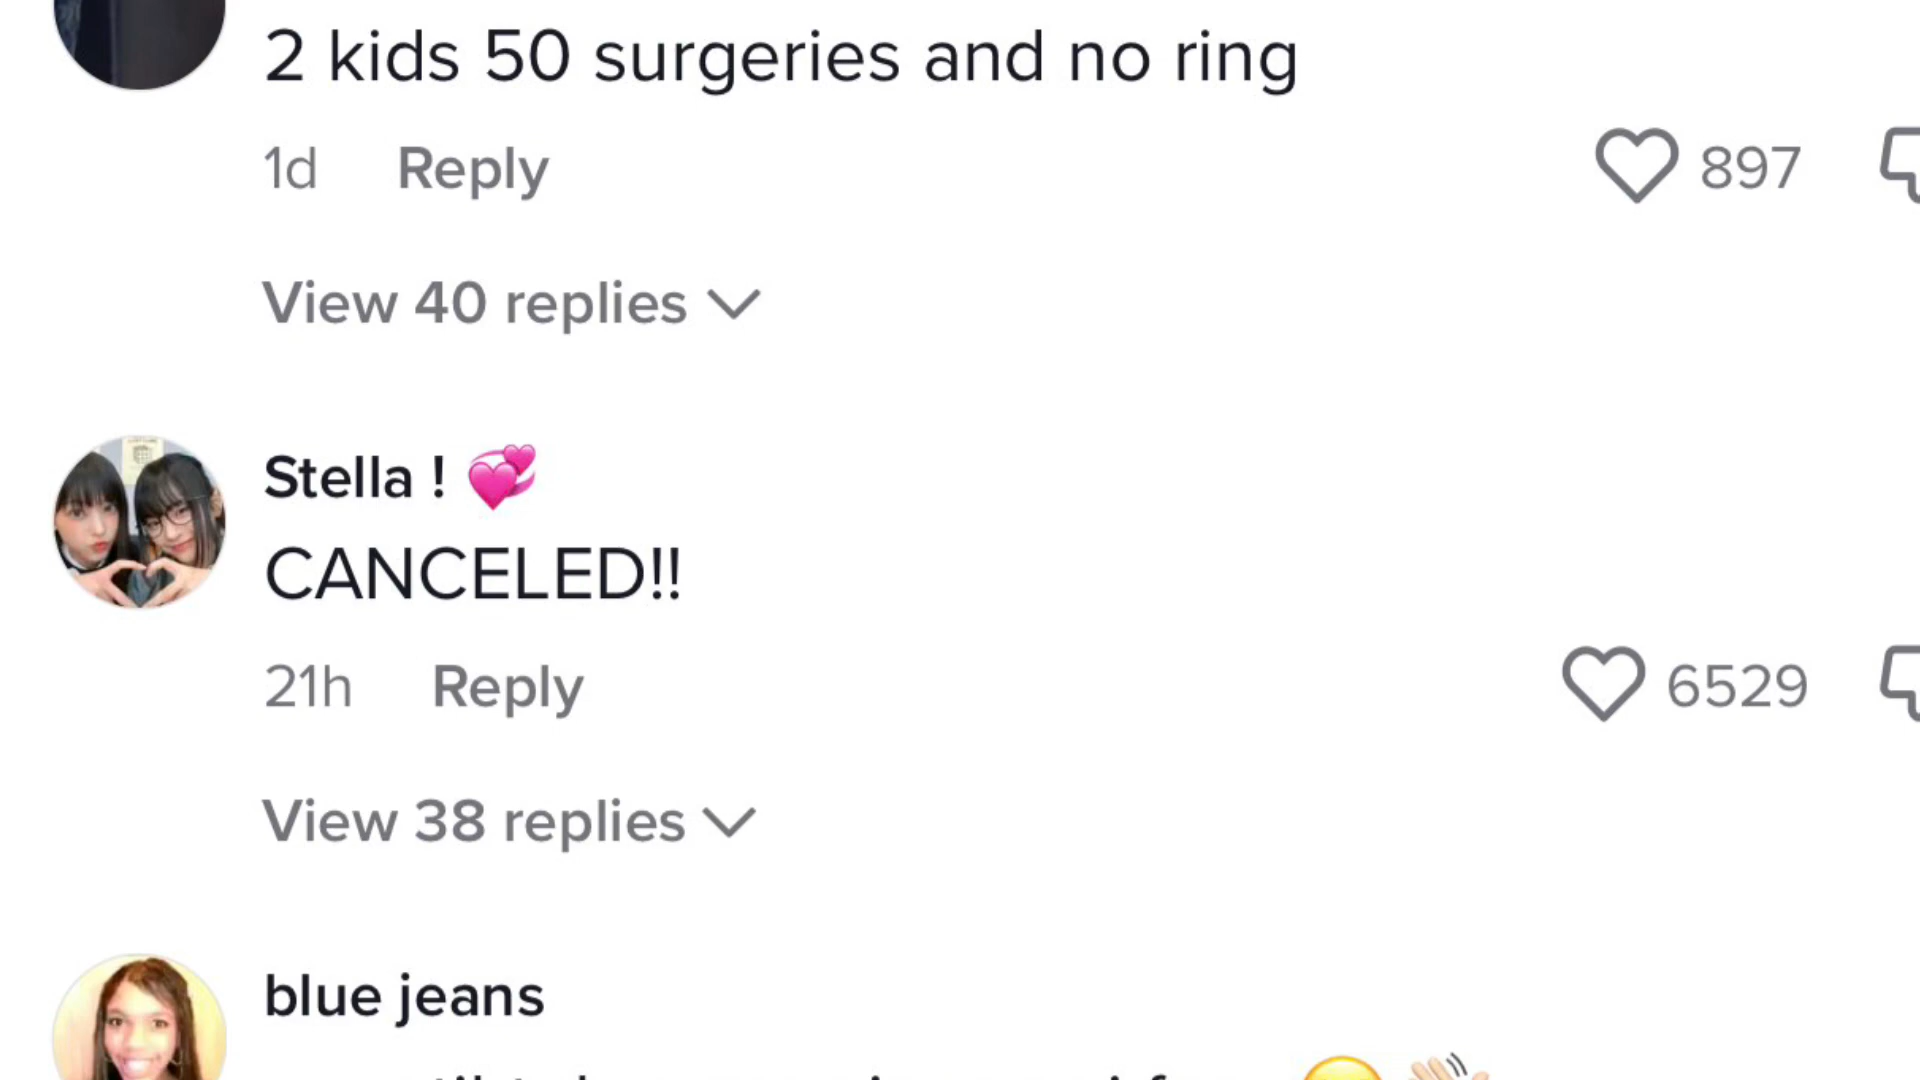 2 kids 50 surgeries and no ring
1d Reply 897
View 40 replies
Stella ! 💞
CANCELED!!
21h Reply 6529
View 38 replies
blue jeans